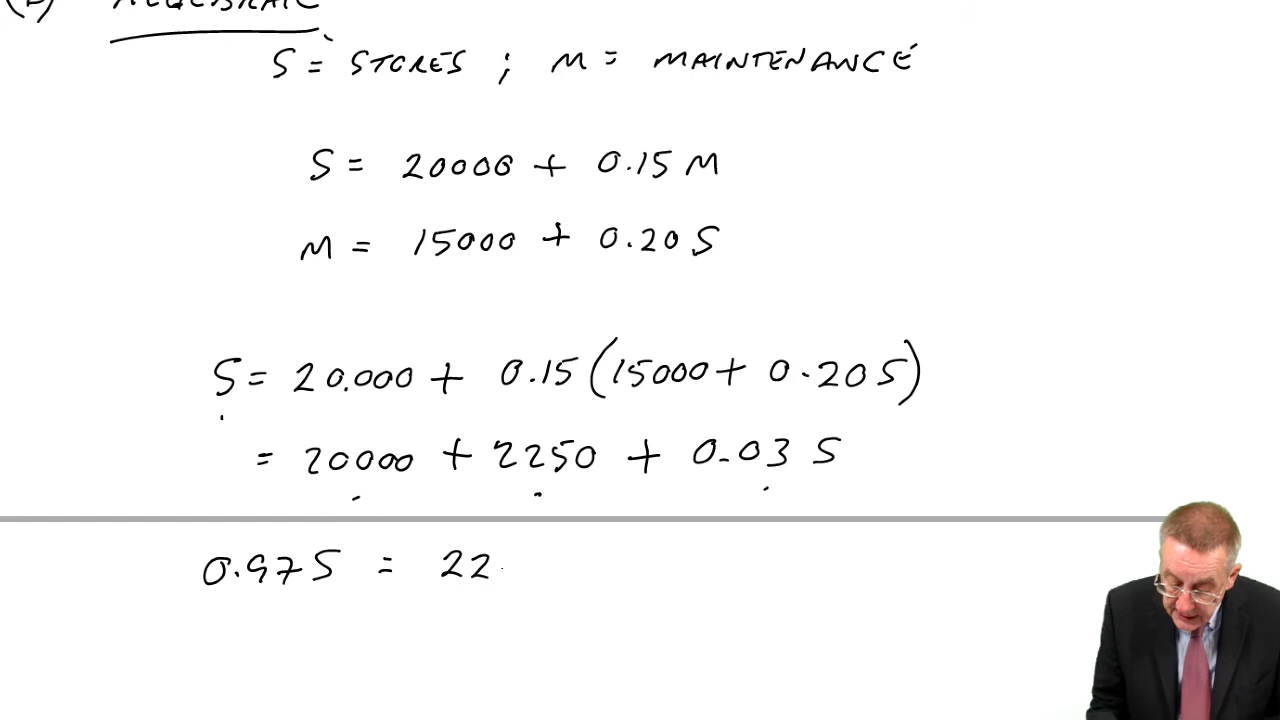 S = STORES ; M = MAINTENANCE
S = 20000 + 0.15 M
M = 15000 + 0.20 S
S = 20,000 + 0.15 (15000 + 0.20 S)
= 20000 + 2250 + 0.03 S
0.97 S = 22